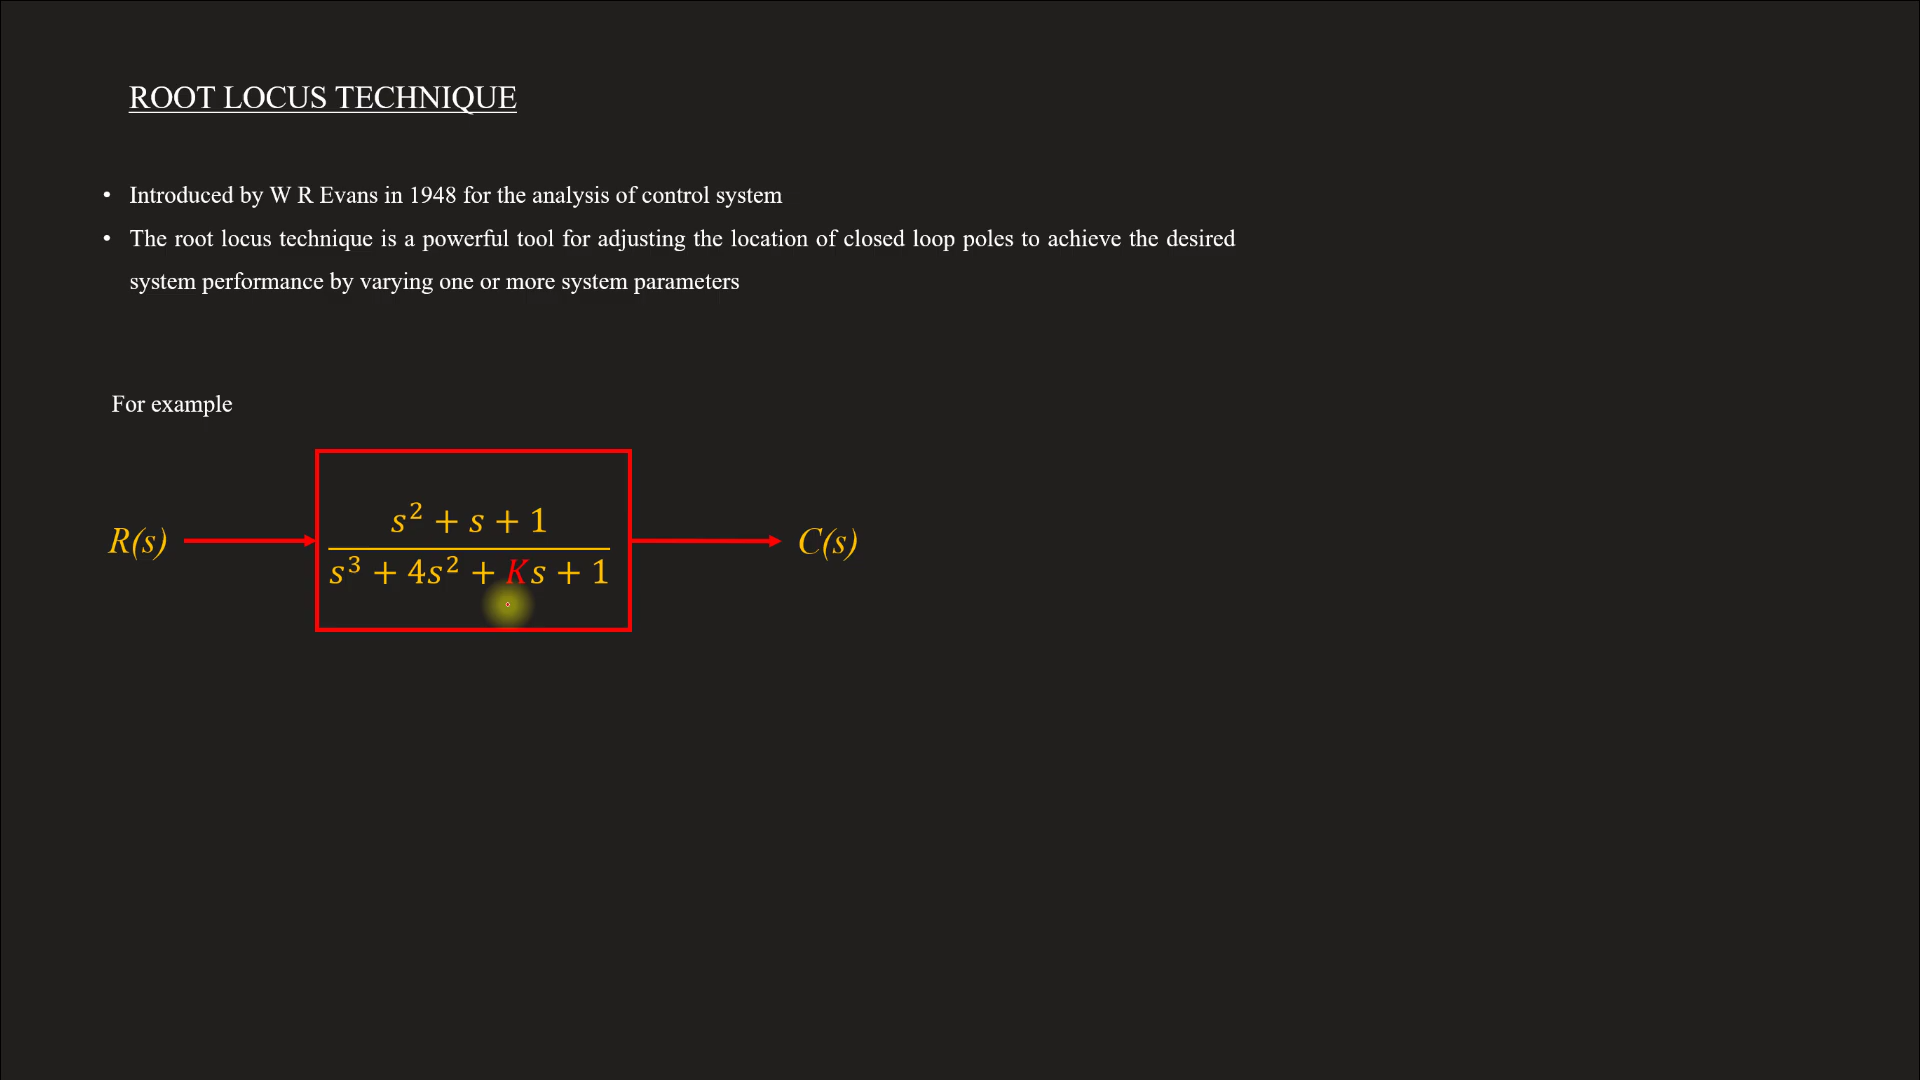 ROOT LOCUS TECHNIQUE
• Introduced by W R Evans in 1948 for the analysis of control system
• The root locus technique is a powerful tool for adjusting the location of closed loop poles to achieve the desired
system performance by varying one or more system parameters
For example
s² + s + 1
R(s) C(s)
s³ + 4s² + Ks + 1